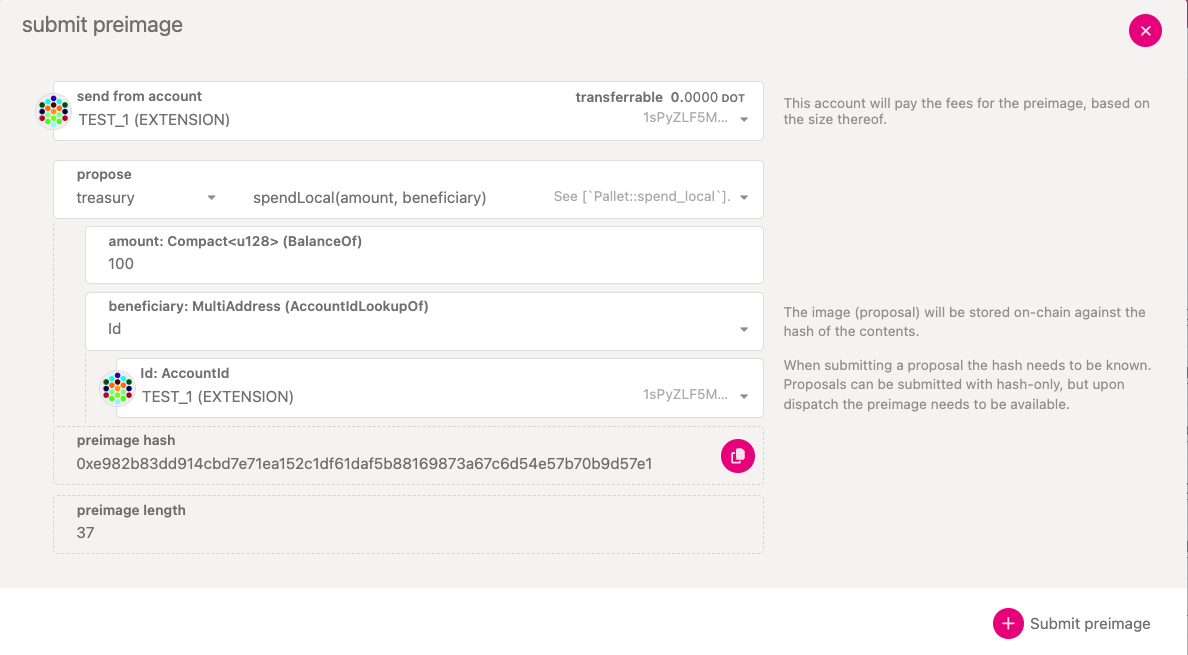 submit preimage
send from account
transferrable 0.0000 DOT
TEST_1 (EXTENSION)
1sPyZLF5M...
This account will pay the fees for the preimage, based on
the size thereof.
propose
treasury
spendLocal(amount, beneficiary)
See [`Pallet::spend_local`].
amount: Compact<u128> (BalanceOf)
100
beneficiary: MultiAddress (AccountIdLookupOf)
Id
The image (proposal) will be stored on-chain against the
hash of the contents.
When submitting a proposal the hash needs to be known.
Proposals can be submitted with hash-only, but upon
dispatch the preimage needs to be available.
Id: AccountId
TEST_1 (EXTENSION)
1sPyZLF5M...
preimage hash
0xe982b83dd914cbd7e71ea152c1df61daf5b88169873a67c6d54e57b70b9d57e1
preimage length
37
Submit preimage